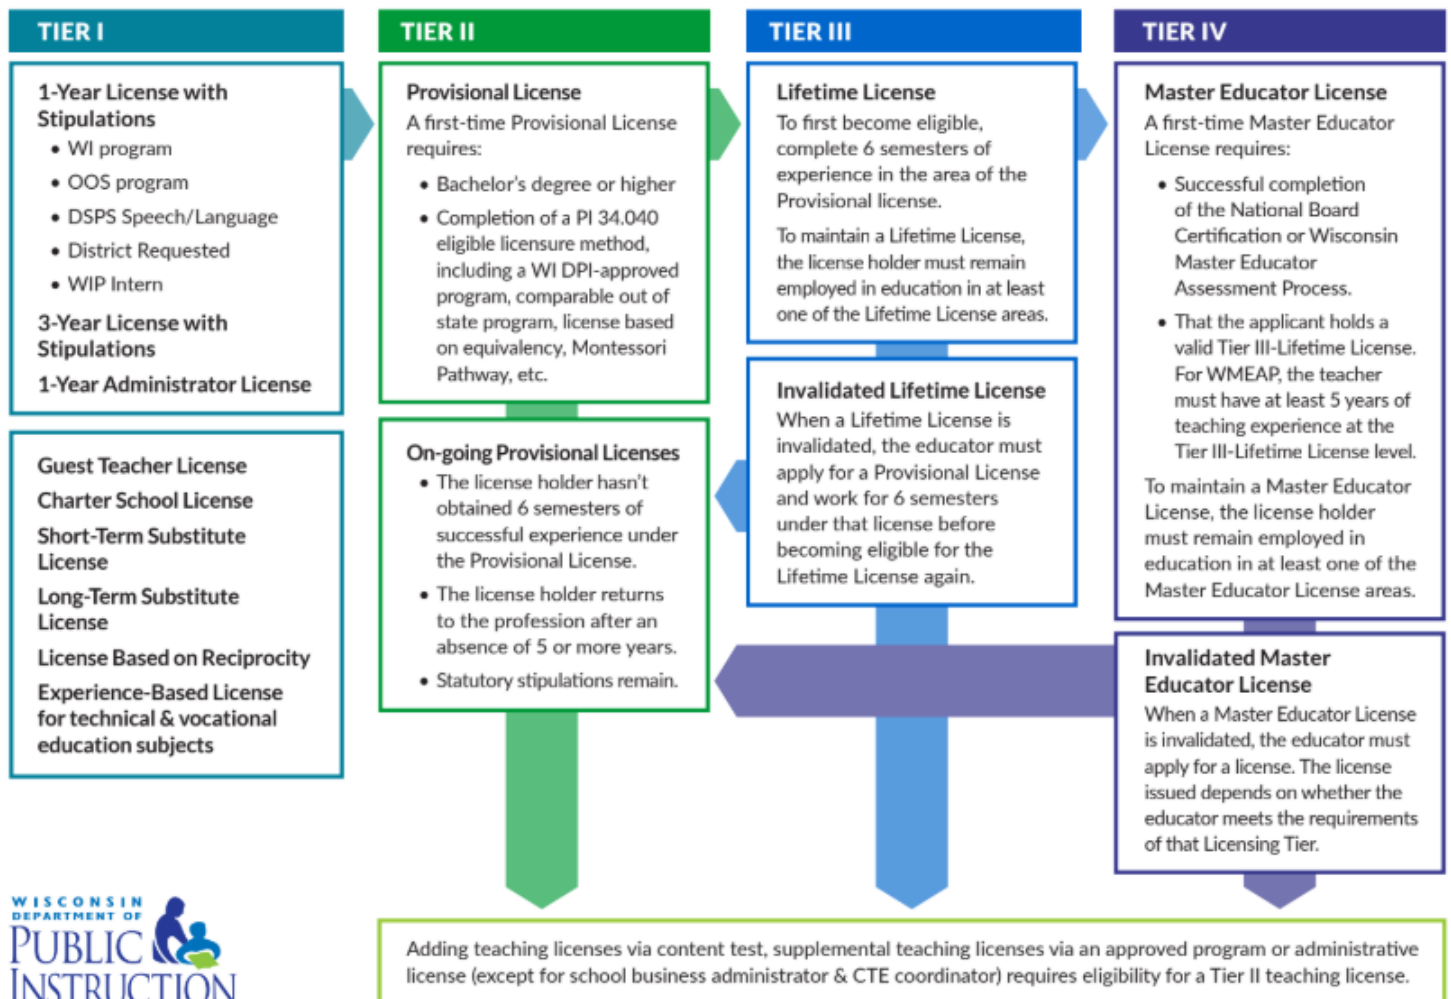 TIER I
1-Year License with
Stipulations
• WI program
• OOS program
• DSPS Speech/Language
• District Requested
• WIP Intern
3-Year License with
Stipulations
1-Year Administrator License
Guest Teacher License
Charter School License
Short-Term Substitute
License
Long-Term Substitute
License
License Based on Reciprocity
Experience-Based License
for technical & vocational
education subjects
TIER II
Provisional License
A first-time Provisional License
requires:
• Bachelor's degree or higher
• Completion of a PI 34.040
eligible licensure method,
including a WI DPI-approved
program, comparable out of
state program, license based
on equivalency, Montessori
Pathway, etc.
On-going Provisional Licenses
• The license holder hasn't
obtained 6 semesters of
successful experience under
the Provisional License.
• The license holder returns
to the profession after an
absence of 5 or more years.
• Statutory stipulations remain.
TIER III
Lifetime License
To first become eligible,
complete 6 semesters of
experience in the area of the
Provisional license.
To maintain a Lifetime License,
the license holder must remain
employed in education in at least
one of the Lifetime License areas.
Invalidated Lifetime License
When a Lifetime License is
invalidated, the educator must
apply for a Provisional License
and work for 6 semesters
under that license before
becoming eligible for the
Lifetime License again.
TIER IV
Master Educator License
A first-time Master Educator
License requires:
• Successful completion
of the National Board
Certification or Wisconsin
Master Educator
Assessment Process.
• That the applicant holds a
valid Tier III-Lifetime License.
For WMEAP, the teacher
must have at least 5 years of
teaching experience at the
Tier III-Lifetime License level.
To maintain a Master Educator
License, the license holder
must remain employed in
education in at least one of the
Master Educator License areas.
Invalidated Master
Educator License
When a Master Educator License
is invalidated, the educator must
apply for a license. The license
issued depends on whether the
educator meets the requirements
of that Licensing Tier.
WISCONSIN
DEPARTMENT OF
PUBLIC
INSTRUCTION
Adding teaching licenses via content test, supplemental teaching licenses via an approved program or administrative
license (except for school business administrator & CTE coordinator) requires eligibility for a Tier II teaching license.